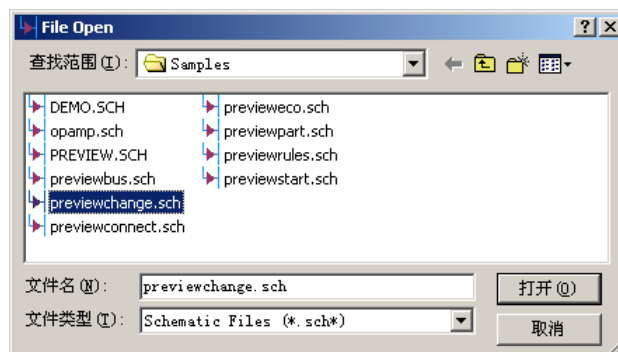 File Open
查找范围(I): Samples
DEMO.SCH
opamp.sch
PREVIEW.SCH
previewbus.sch
previewchange.sch
previewconnect.sch
previeweco.sch
previewpart.sch
previewrules.sch
previewstart.sch
文件名(N): previewchange.sch 打开(O)
文件类型(T): Schematic Files (*.sch*) 取消